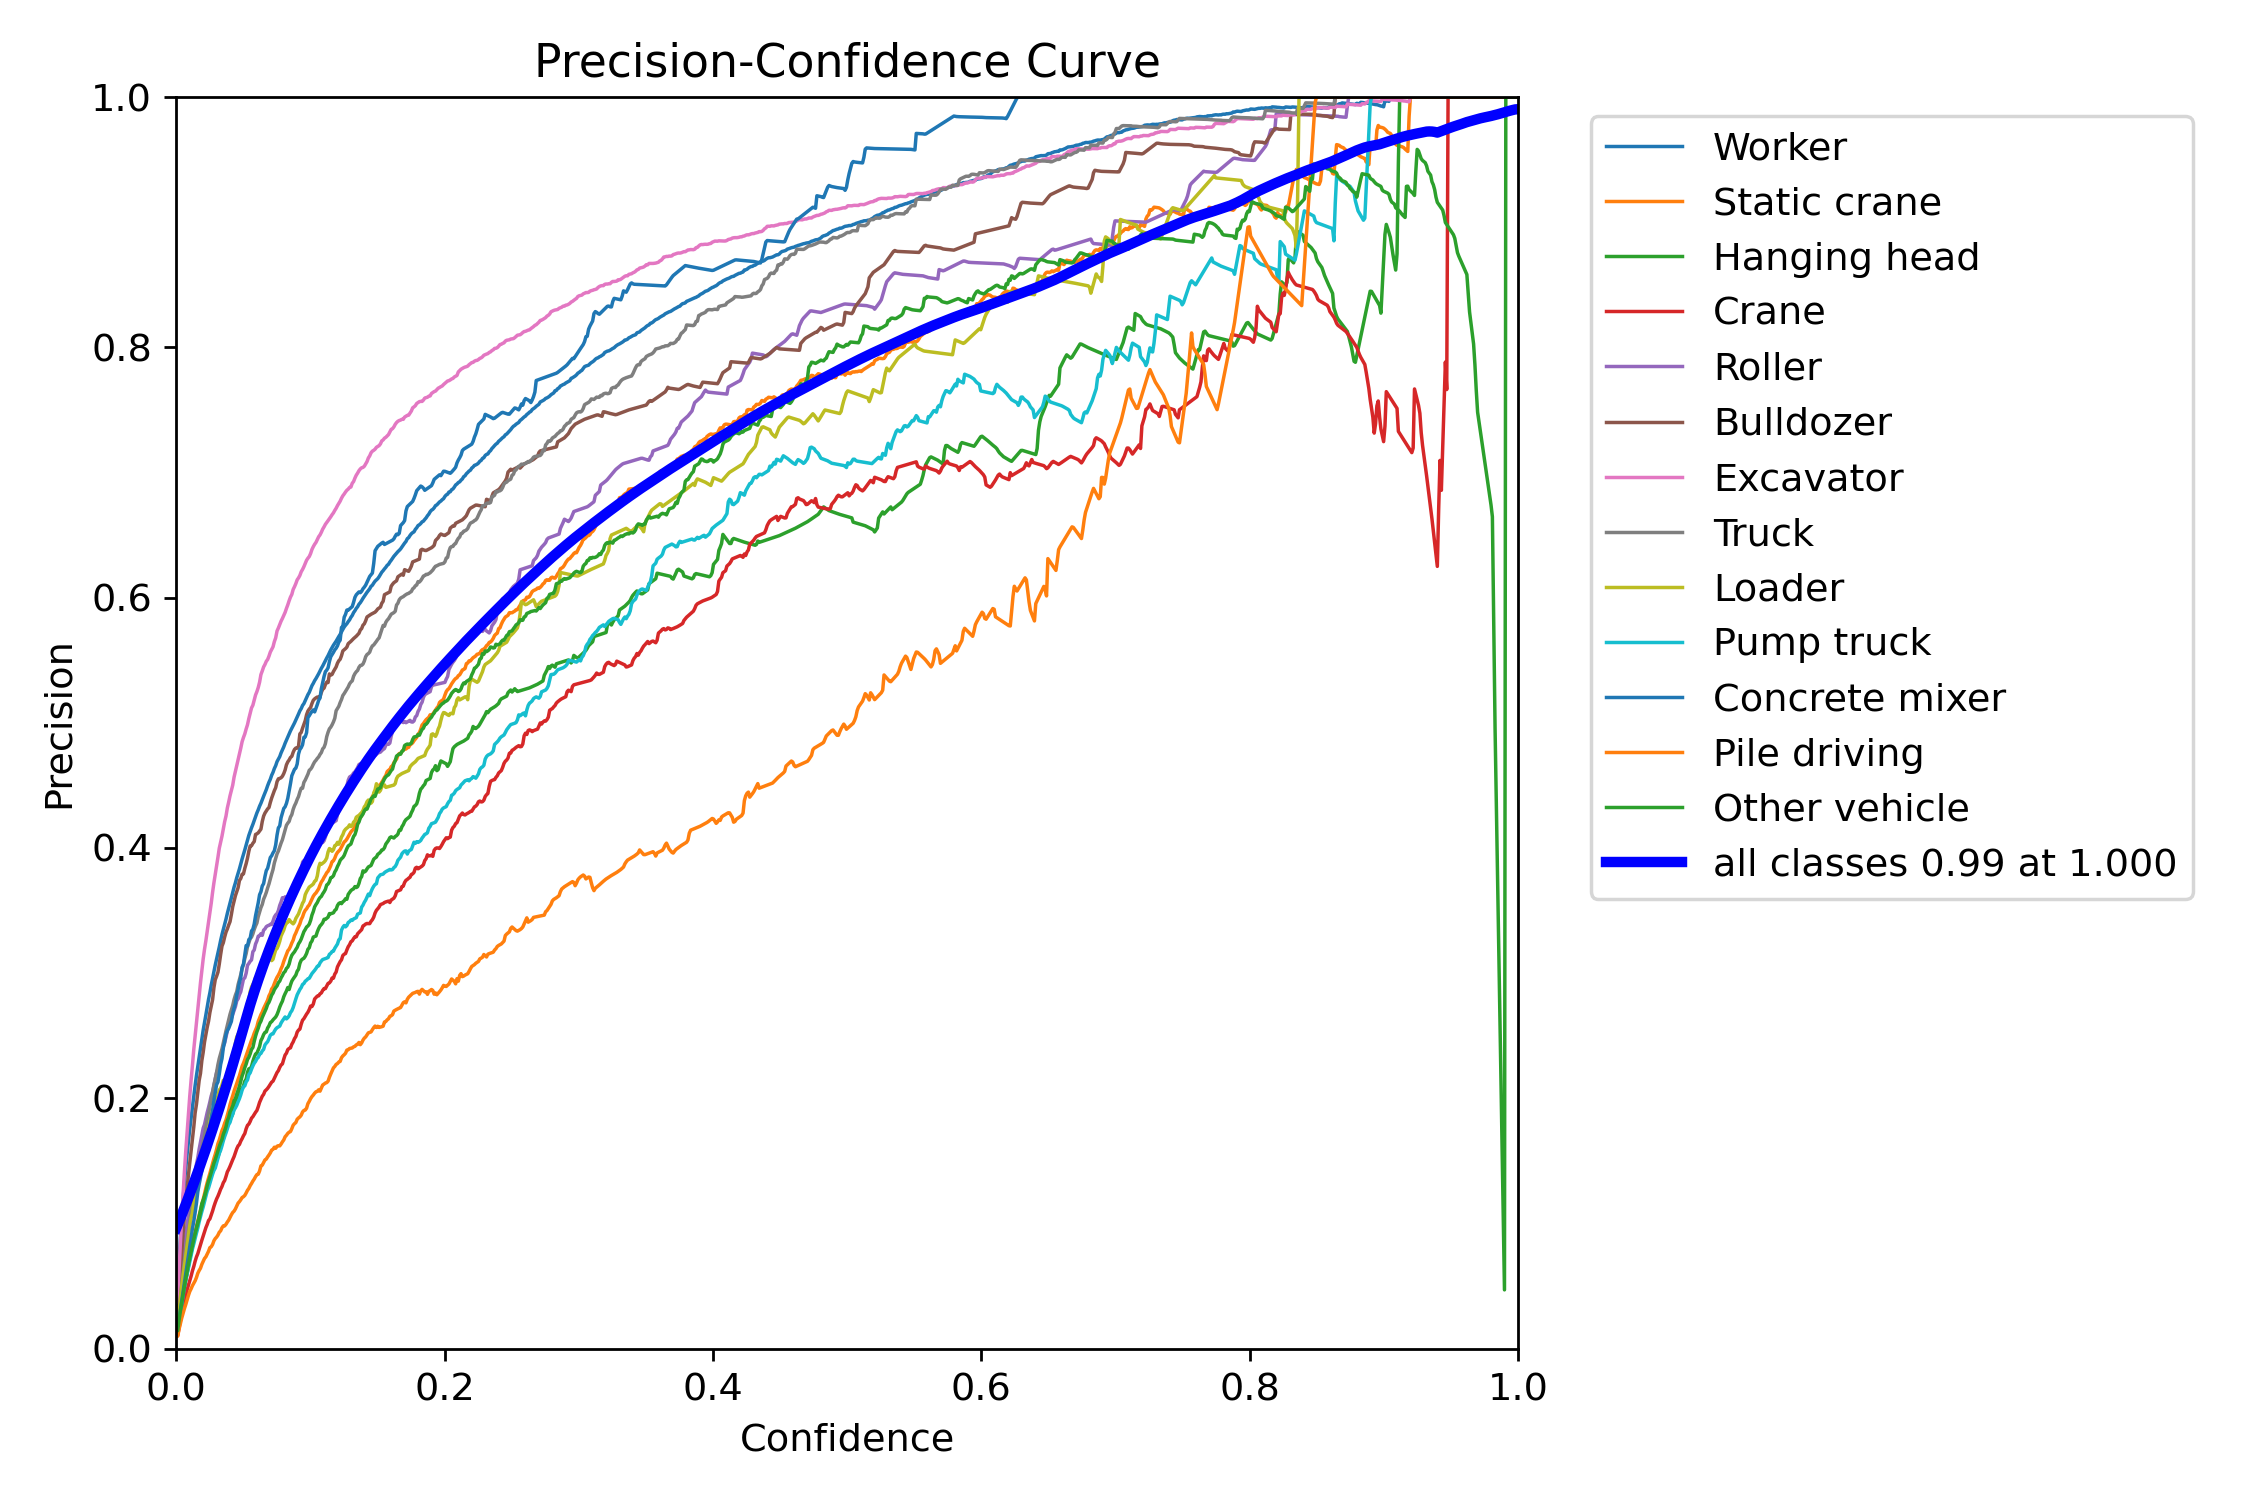 Precision-Confidence Curve
1.0
0.8
0.6
0.4
0.2
0.0
Precision
0.0 0.2 0.4 0.6 0.8 1.0
Confidence
Worker
Static crane
Hanging head
Crane
Roller
Bulldozer
Excavator
Truck
Loader
Pump truck
Concrete mixer
Pile driving
Other vehicle
all classes 0.99 at 1.000